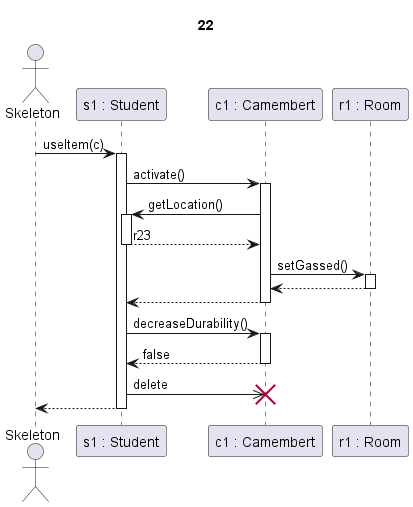 22
Skeleton
s1 : Student
c1 : Camembert
r1 : Room
useItem(c)
activate()
getLocation()
r23
setGassed()
decreaseDurability()
false
delete
Skeleton
s1 : Student
c1 : Camembert
r1 : Room